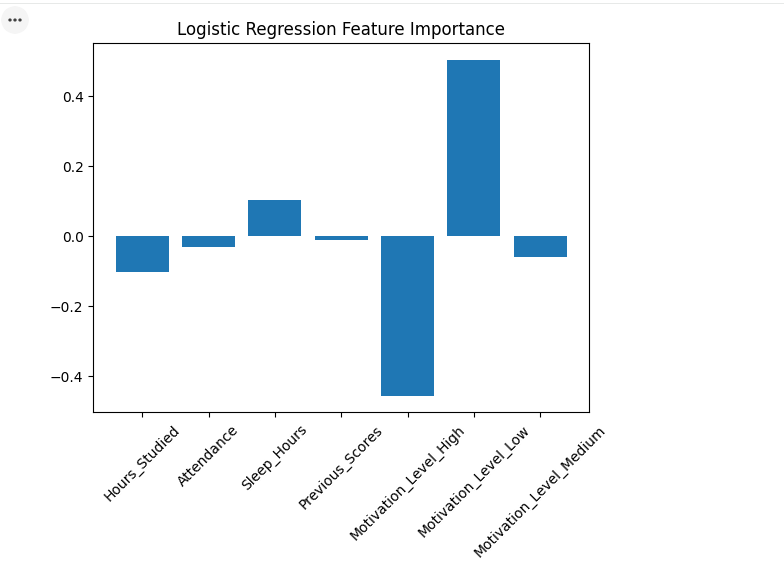 Logistic Regression Feature Importance
0.4
0.2
0.0
−0.2
−0.4
Hours_Studied
Attendance
Sleep_Hours
Previous_Scores
Motivation_Level_High
Motivation_Level_Low
Motivation_Level_Medium